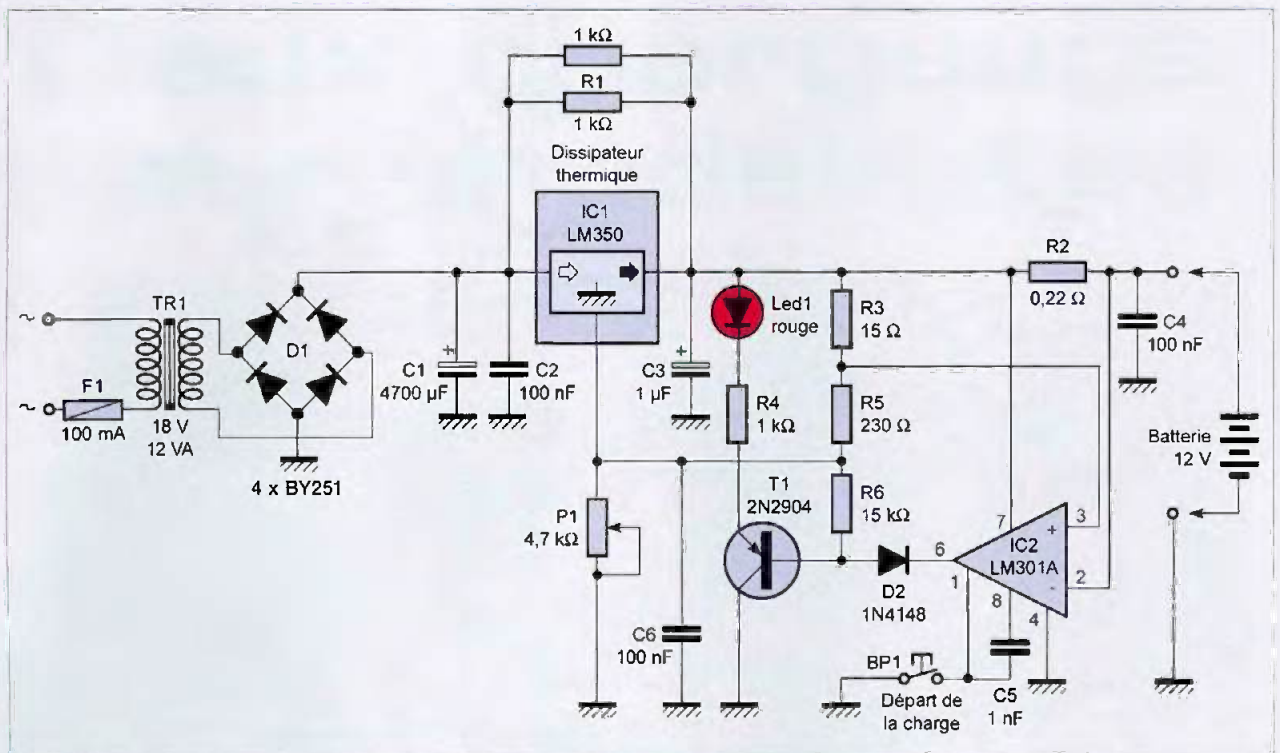 1 kΩ
R1
1 kΩ
Dissipateur
thermique
IC1
LM350
TR1
~
~
F1
100 mA
18 V
12 VA
D1
4 x BY251
C1
+
4700 µF
C2
100 nF
C3
+
1 µF
Led1
rouge
R4
1 kΩ
R3
15 Ω
R5
230 Ω
R6
15 kΩ
R2
0,22 Ω
C4
100 nF
Batterie
12 V
P1
4,7 kΩ
T1
2N2904
C6
100 nF
D2
1N4148
IC2
LM301A
7
3
+
6
1
8
4
2
-
BP1
Départ de
la charge
C5
1 nF